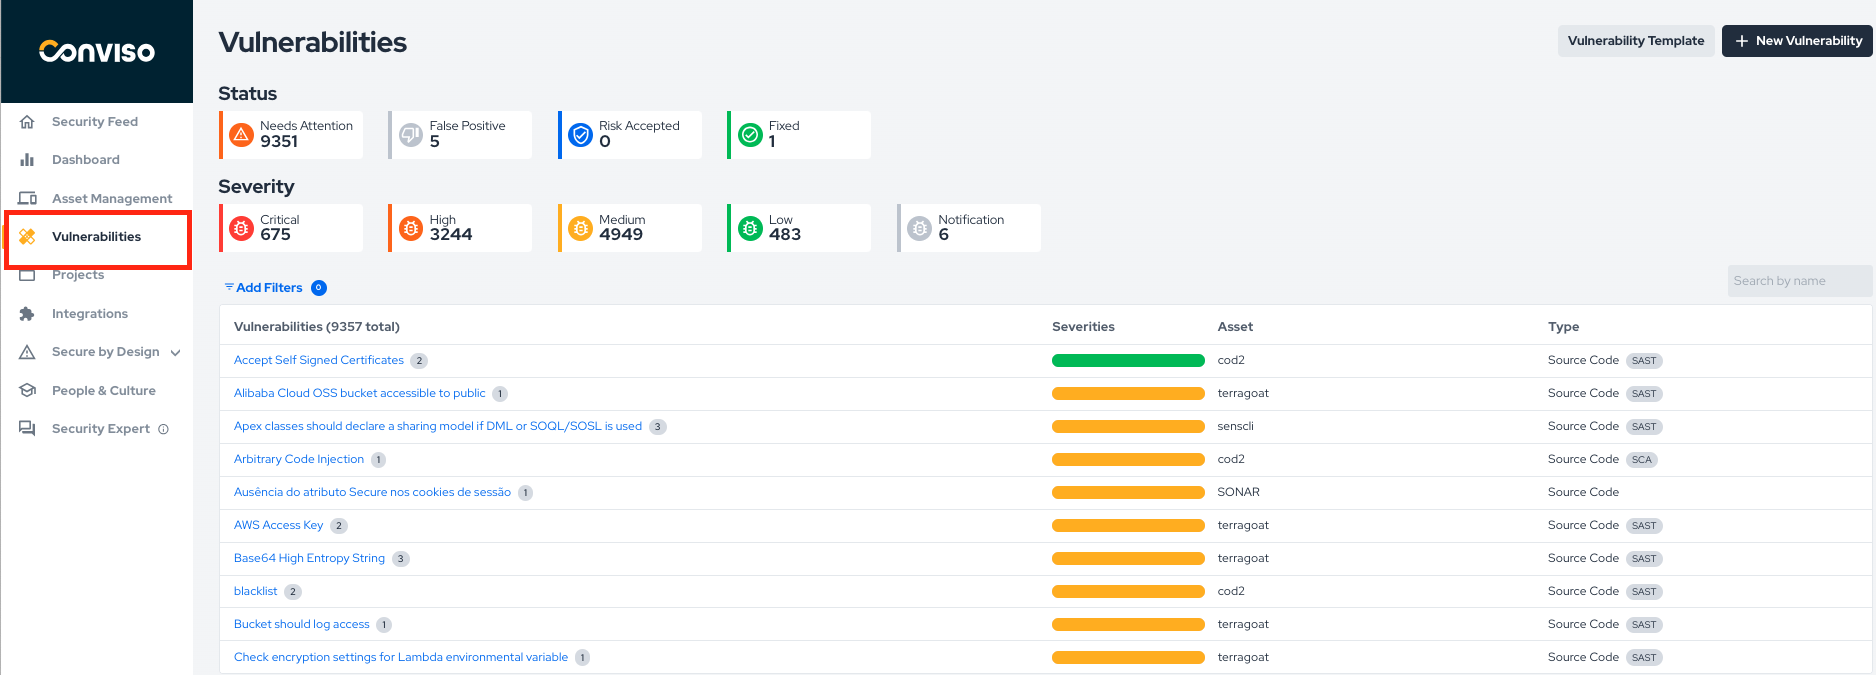 CONVISO
Security Feed
Dashboard
Asset Management
Vulnerabilities
Projects
Integrations
Secure by Design
People & Culture
Security Expert
Vulnerabilities
Vulnerability Template
+ New Vulnerability
Status
Needs Attention
9351
False Positive
5
Risk Accepted
0
Fixed
1
Severity
Critical
675
High
3244
Medium
4949
Low
483
Notification
6
Add Filters 0
Search by name
Vulnerabilities (9357 total) Severities Asset Type
Accept Self Signed Certificates 2 cod2 Source Code SAST
Alibaba Cloud OSS bucket accessible to public 1 terragoat Source Code SAST
Apex classes should declare a sharing model if DML or SOQL/SOSL is used 3 senscli Source Code SAST
Arbitrary Code Injection 1 cod2 Source Code SCA
Ausência do atributo Secure nos cookies de sessão 1 SONAR Source Code
AWS Access Key 2 terragoat Source Code SAST
Base64 High Entropy String 3 terragoat Source Code SAST
blacklist 2 cod2 Source Code SAST
Bucket should log access 1 terragoat Source Code SAST
Check encryption settings for Lambda environmental variable 1 terragoat Source Code SAST